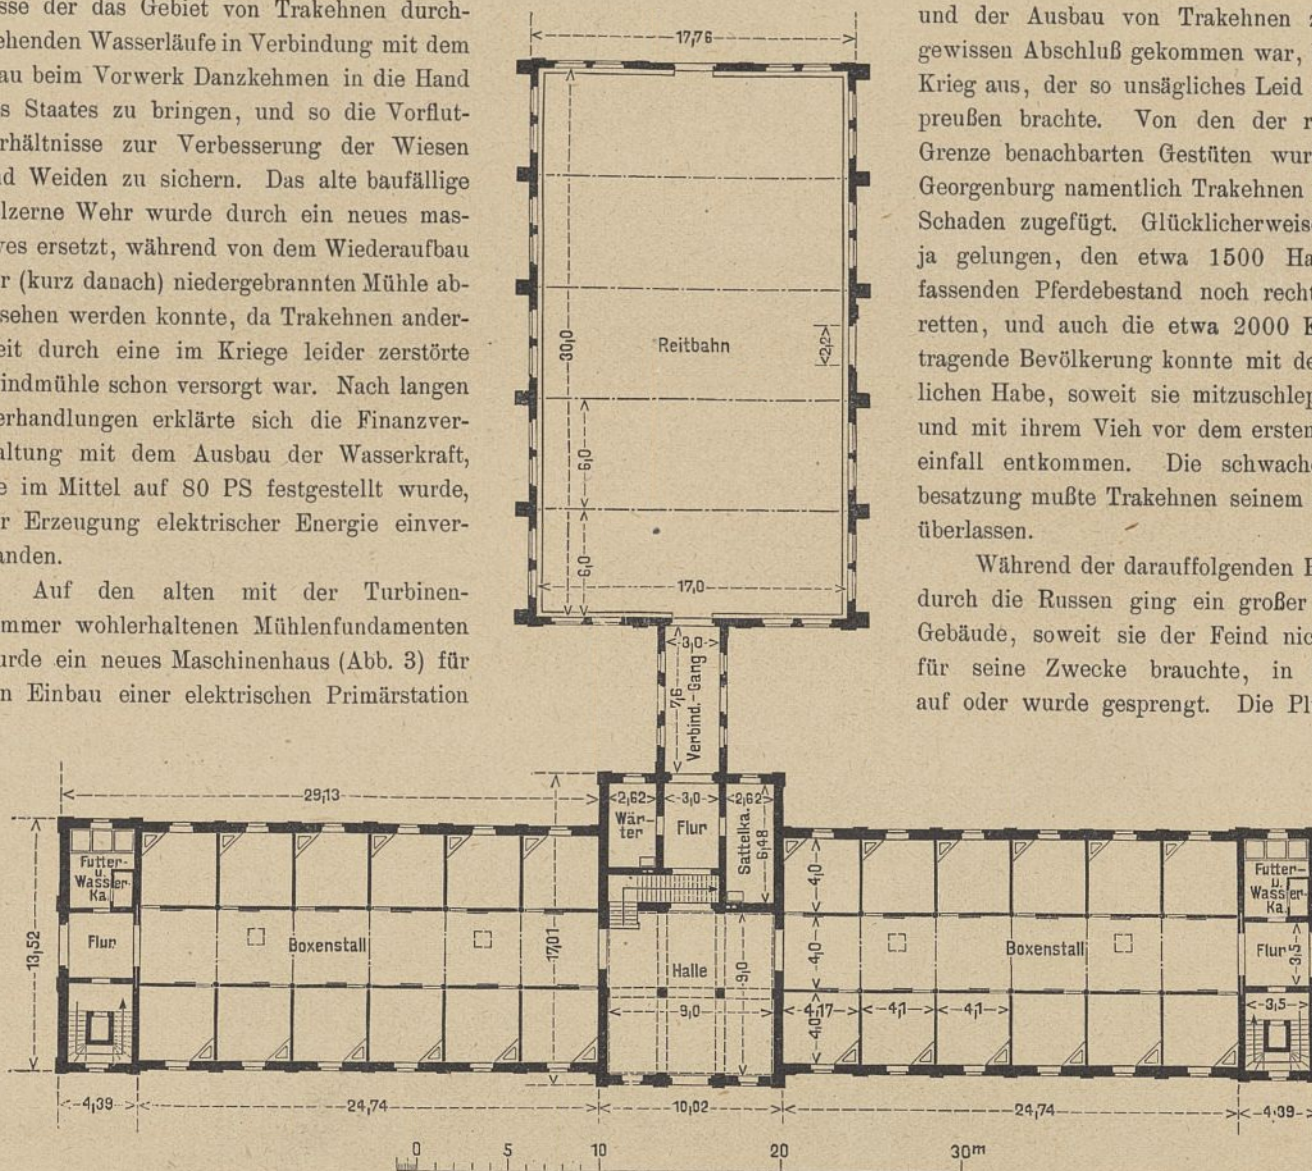 sse der das Gebiet von Trakehnen durch-
ehenden Wasserläufe in Verbindung mit dem
au beim Vorwerk Danzkehmen in die Hand
s Staates zu bringen, und so die Vorflut-
rhältnisse zur Verbesserung der Wiesen
d Weiden zu sichern. Das alte baufällige
lzerne Wehr wurde durch ein neues mas-
ves ersetzt, während von dem Wiederaufbau
r (kurz danach) niedergebrannten Mühle ab-
sehen werden konnte, da Trakehnen ander-
eit durch eine im Kriege leider zerstörte
indmühle schon versorgt war. Nach langen
erhandlungen erklärte sich die Finanzver-
altung mit dem Ausbau der Wasserkraft,
e im Mittel auf 80 PS festgestellt wurde,
r Erzeugung elektrischer Energie einver-
anden.
Auf den alten mit der Turbinen-
mmer wohlerhaltenen Mühlenfundamenten
urde ein neues Maschinenhaus (Abb. 3) für
n Einbau einer elektrischen Primärstation
und der Ausbau von Trakehnen z
gewissen Abschluß gekommen war,
Krieg aus, der so unsägliches Leid
preußen brachte. Von den der r
Grenze benachbarten Gestüten wur
Georgenburg namentlich Trakehnen
Schaden zugefügt. Glücklicherweise
ja gelungen, den etwa 1500 Ha
fassenden Pferdebestand noch recht
retten, und auch die etwa 2000 K
tragende Bevölkerung konnte mit de
lichen Habe, soweit sie mitzuschlep
und mit ihrem Vieh vor dem ersten
einfall entkommen. Die schwache
besatzung mußte Trakehnen seinem
überlassen.
Während der darauffolgenden B
durch die Russen ging ein großer
Gebäude, soweit sie der Feind nic
für seine Zwecke brauchte, in
auf oder wurde gesprengt. Die Pl
17,76
30,0
Reitbahn
2,25
6,0
6,0
17,0
3,0
7,6
Verbind.-Gang
29,13
2,62
3,0
2,62
Wär-
ter
Flur
Sattelka.
6,48
Futter-
u.
Wasser-
Ka.
Flur
13,52
Boxenstall
17,01
Halle
9,0
9,0
4,0
4,0
4,0
4,17
4,1
4,1
Boxenstall
Futter-
u.
Wasser-
Ka.
Flur
3,5
3,5
4,39
24,74
10,02
24,74
4,39
0 5 10 20 30m